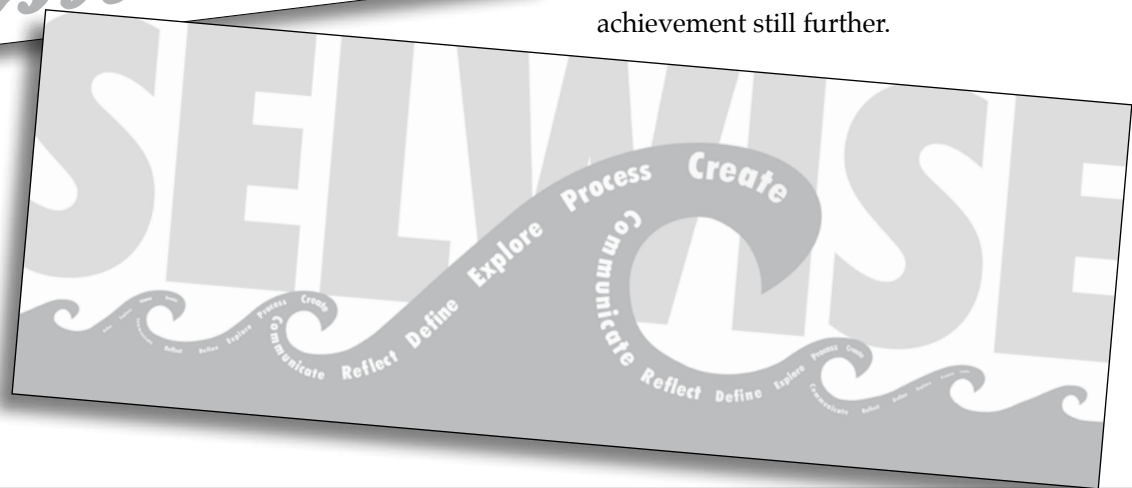 achievement still further.
SELWISE
Communicate Reflect Define Explore Process Create
Communicate Reflect Define Explore Process Create
Communicate Reflect Define Explore Process Create